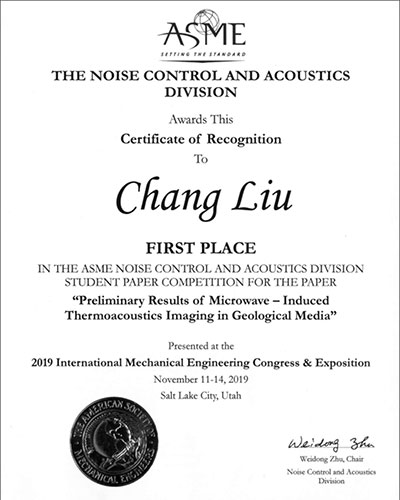 ASME
SETTING THE STANDARD
THE NOISE CONTROL AND ACOUSTICS
DIVISION
Awards This
Certificate of Recognition
To
Chang Liu
FIRST PLACE
IN THE ASME NOISE CONTROL AND ACOUSTICS DIVISION
STUDENT PAPER COMPETITION FOR THE PAPER
“Preliminary Results of Microwave – Induced
Thermoacoustics Imaging in Geological Media”
Presented at the
2019 International Mechanical Engineering Congress & Exposition
November 11-14, 2019
Salt Lake City, Utah
THE AMERICAN SOCIETY OF
MECHANICAL ENGINEERS
Weidong Zhu
Weidong Zhu, Chair
Noise Control and Acoustics
Division